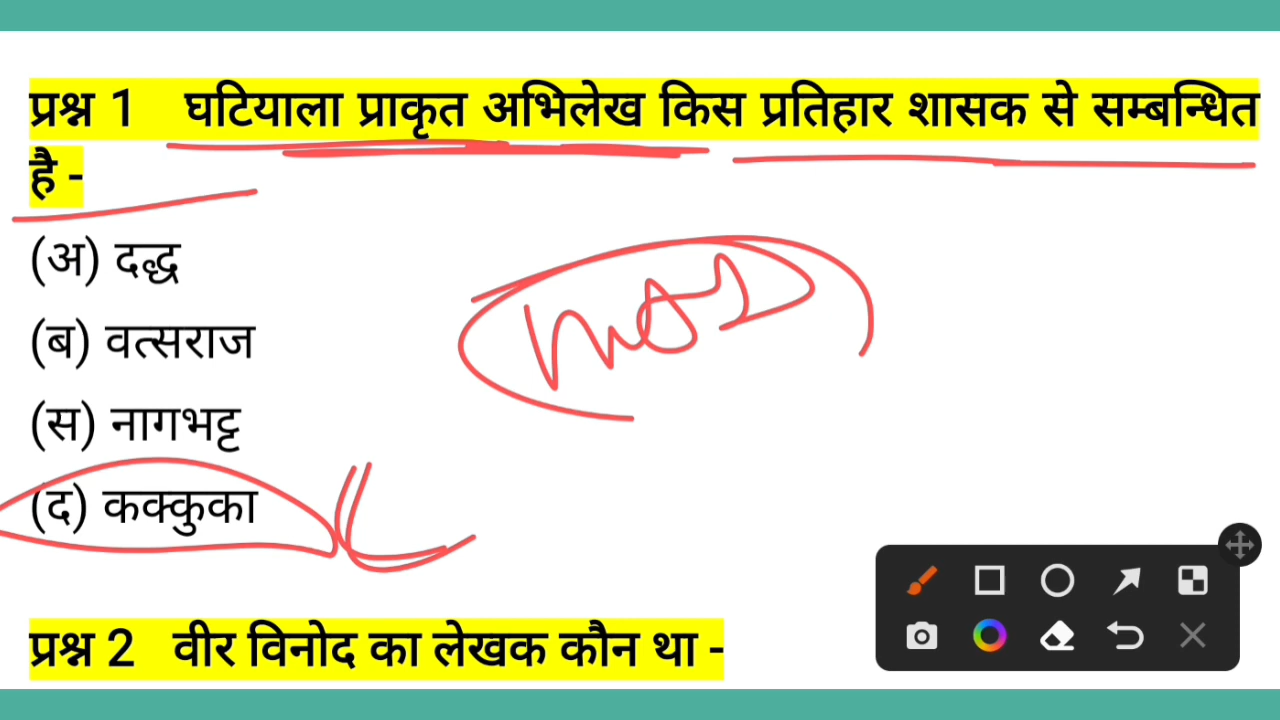 प्रश्न 1 घटियाला प्राकृत अभिलेख किस प्रतिहार शासक से सम्बन्धित
है -
(अ) दद्ध
(ब) वत्सराज
(स) नागभट्ट
(द) कक्कुका
प्रश्न 2 वीर विनोद का लेखक कौन था -